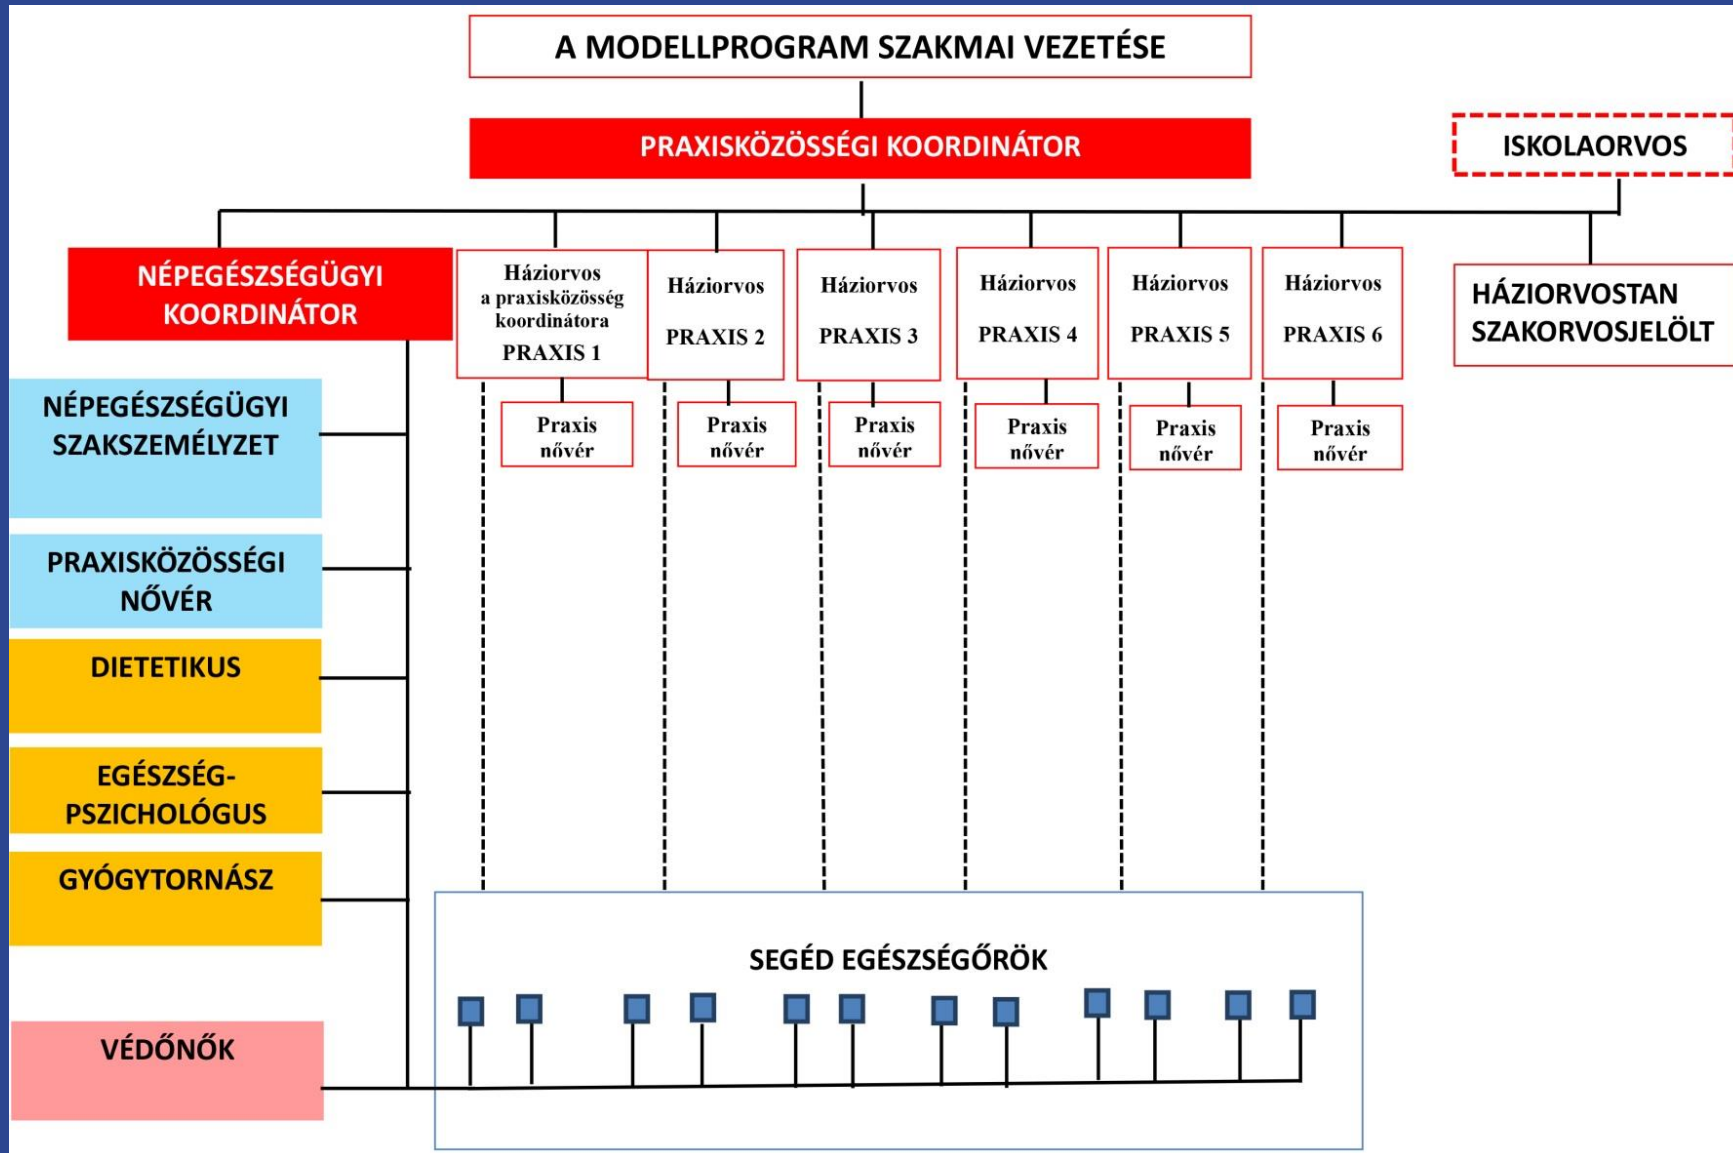 A MODELLPROGRAM SZAKMAI VEZETÉSE
PRAXISKÖZÖSSÉGI KOORDINÁTOR
ISKOLAORVOS
NÉPEGÉSZSÉGÜGYI
KOORDINÁTOR
Háziorvos
a praxisközösség
koordinátora
PRAXIS 1
Háziorvos
PRAXIS 2
Háziorvos
PRAXIS 3
Háziorvos
PRAXIS 4
Háziorvos
PRAXIS 5
Háziorvos
PRAXIS 6
HÁZIORVOSTAN
SZAKORVOSJELÖLT
Praxis
nővér
Praxis
nővér
Praxis
nővér
Praxis
nővér
Praxis
nővér
Praxis
nővér
NÉPEGÉSZSÉGÜGYI
SZAKSZEMÉLYZET
PRAXISKÖZÖSSÉGI
NŐVÉR
DIETETIKUS
EGÉSZSÉG-
PSZICHOLÓGUS
GYÓGYTORNÁSZ
SEGÉD EGÉSZSÉGŐRÖK
VÉDŐNŐK